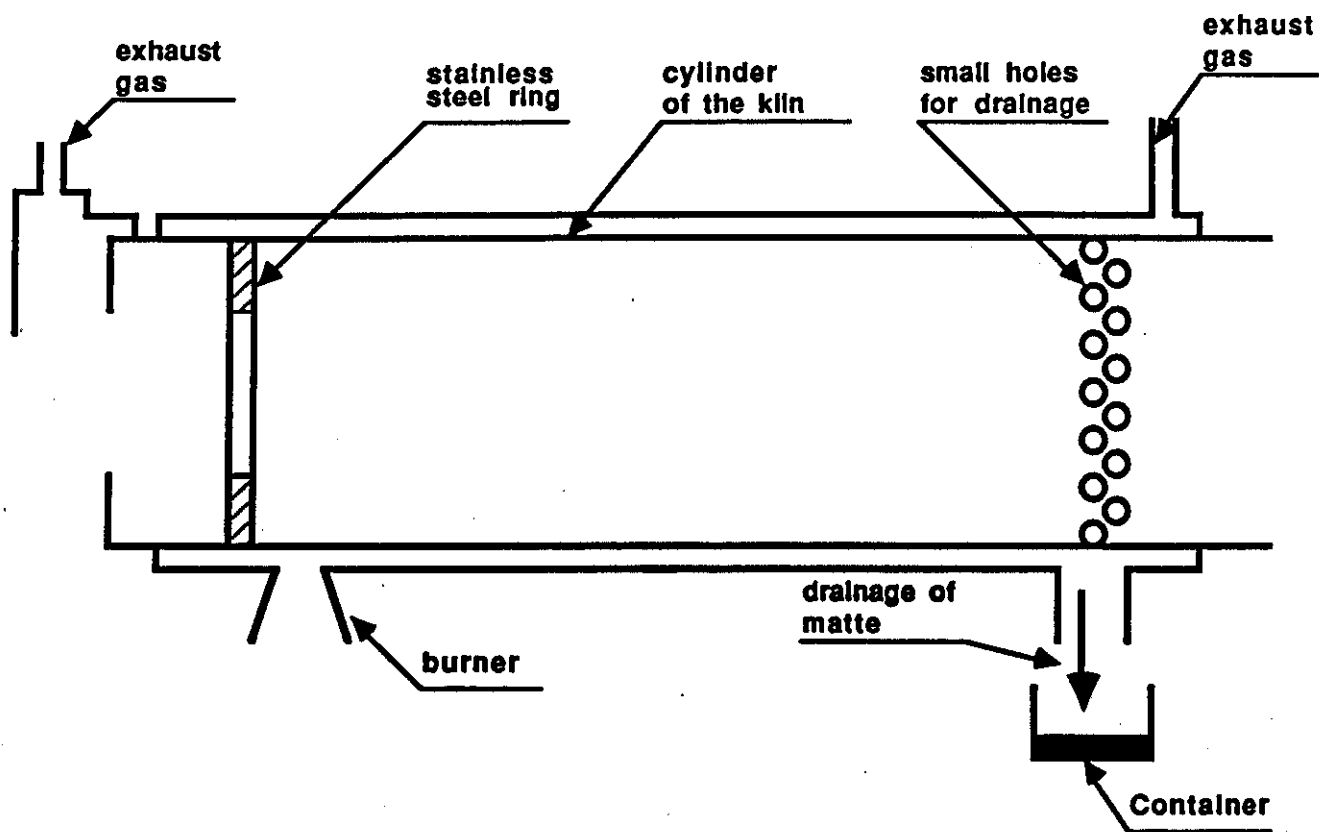 exhaust
gas
stainless
steel ring
cylinder
of the kiln
small holes
for drainage
exhaust
gas
burner
drainage of
matte
Container